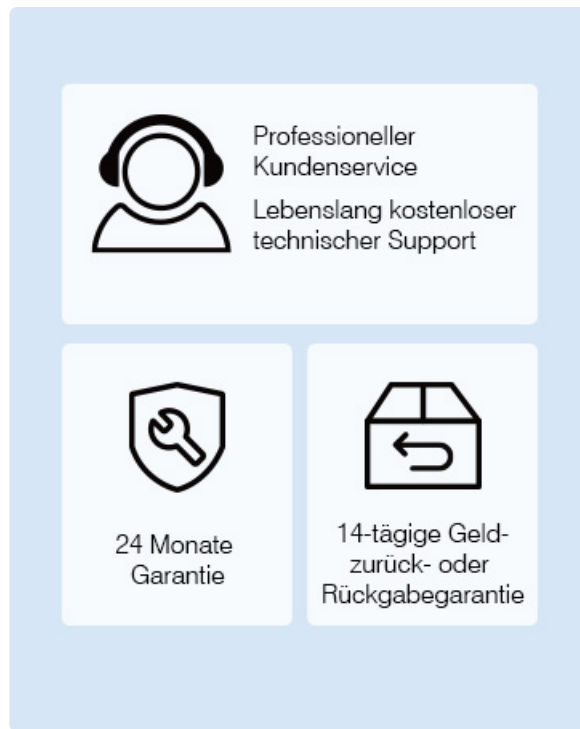 Professioneller
Kundenservice
Lebenslang kostenloser
technischer Support
24 Monate
Garantie
14-tägige Geld-
zurück- oder
Rückgabegarantie